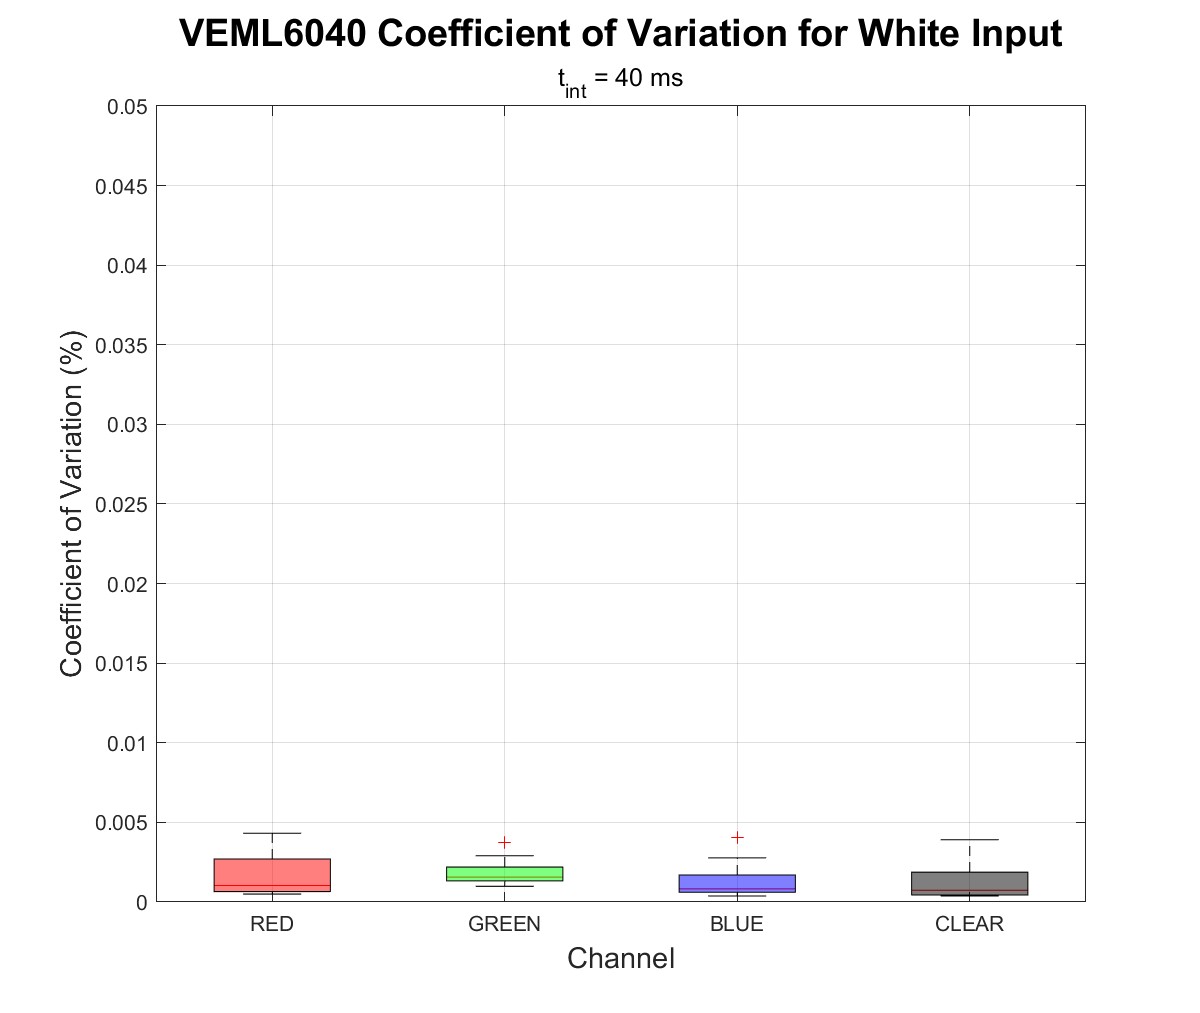 VEML6040 Coefficient of Variation for White Input
t_int = 40 ms
0.05
0.045
0.04
0.035
0.03
0.025
0.02
0.015
0.01
0.005
0
Coefficient of Variation (%)
RED GREEN BLUE CLEAR
Channel